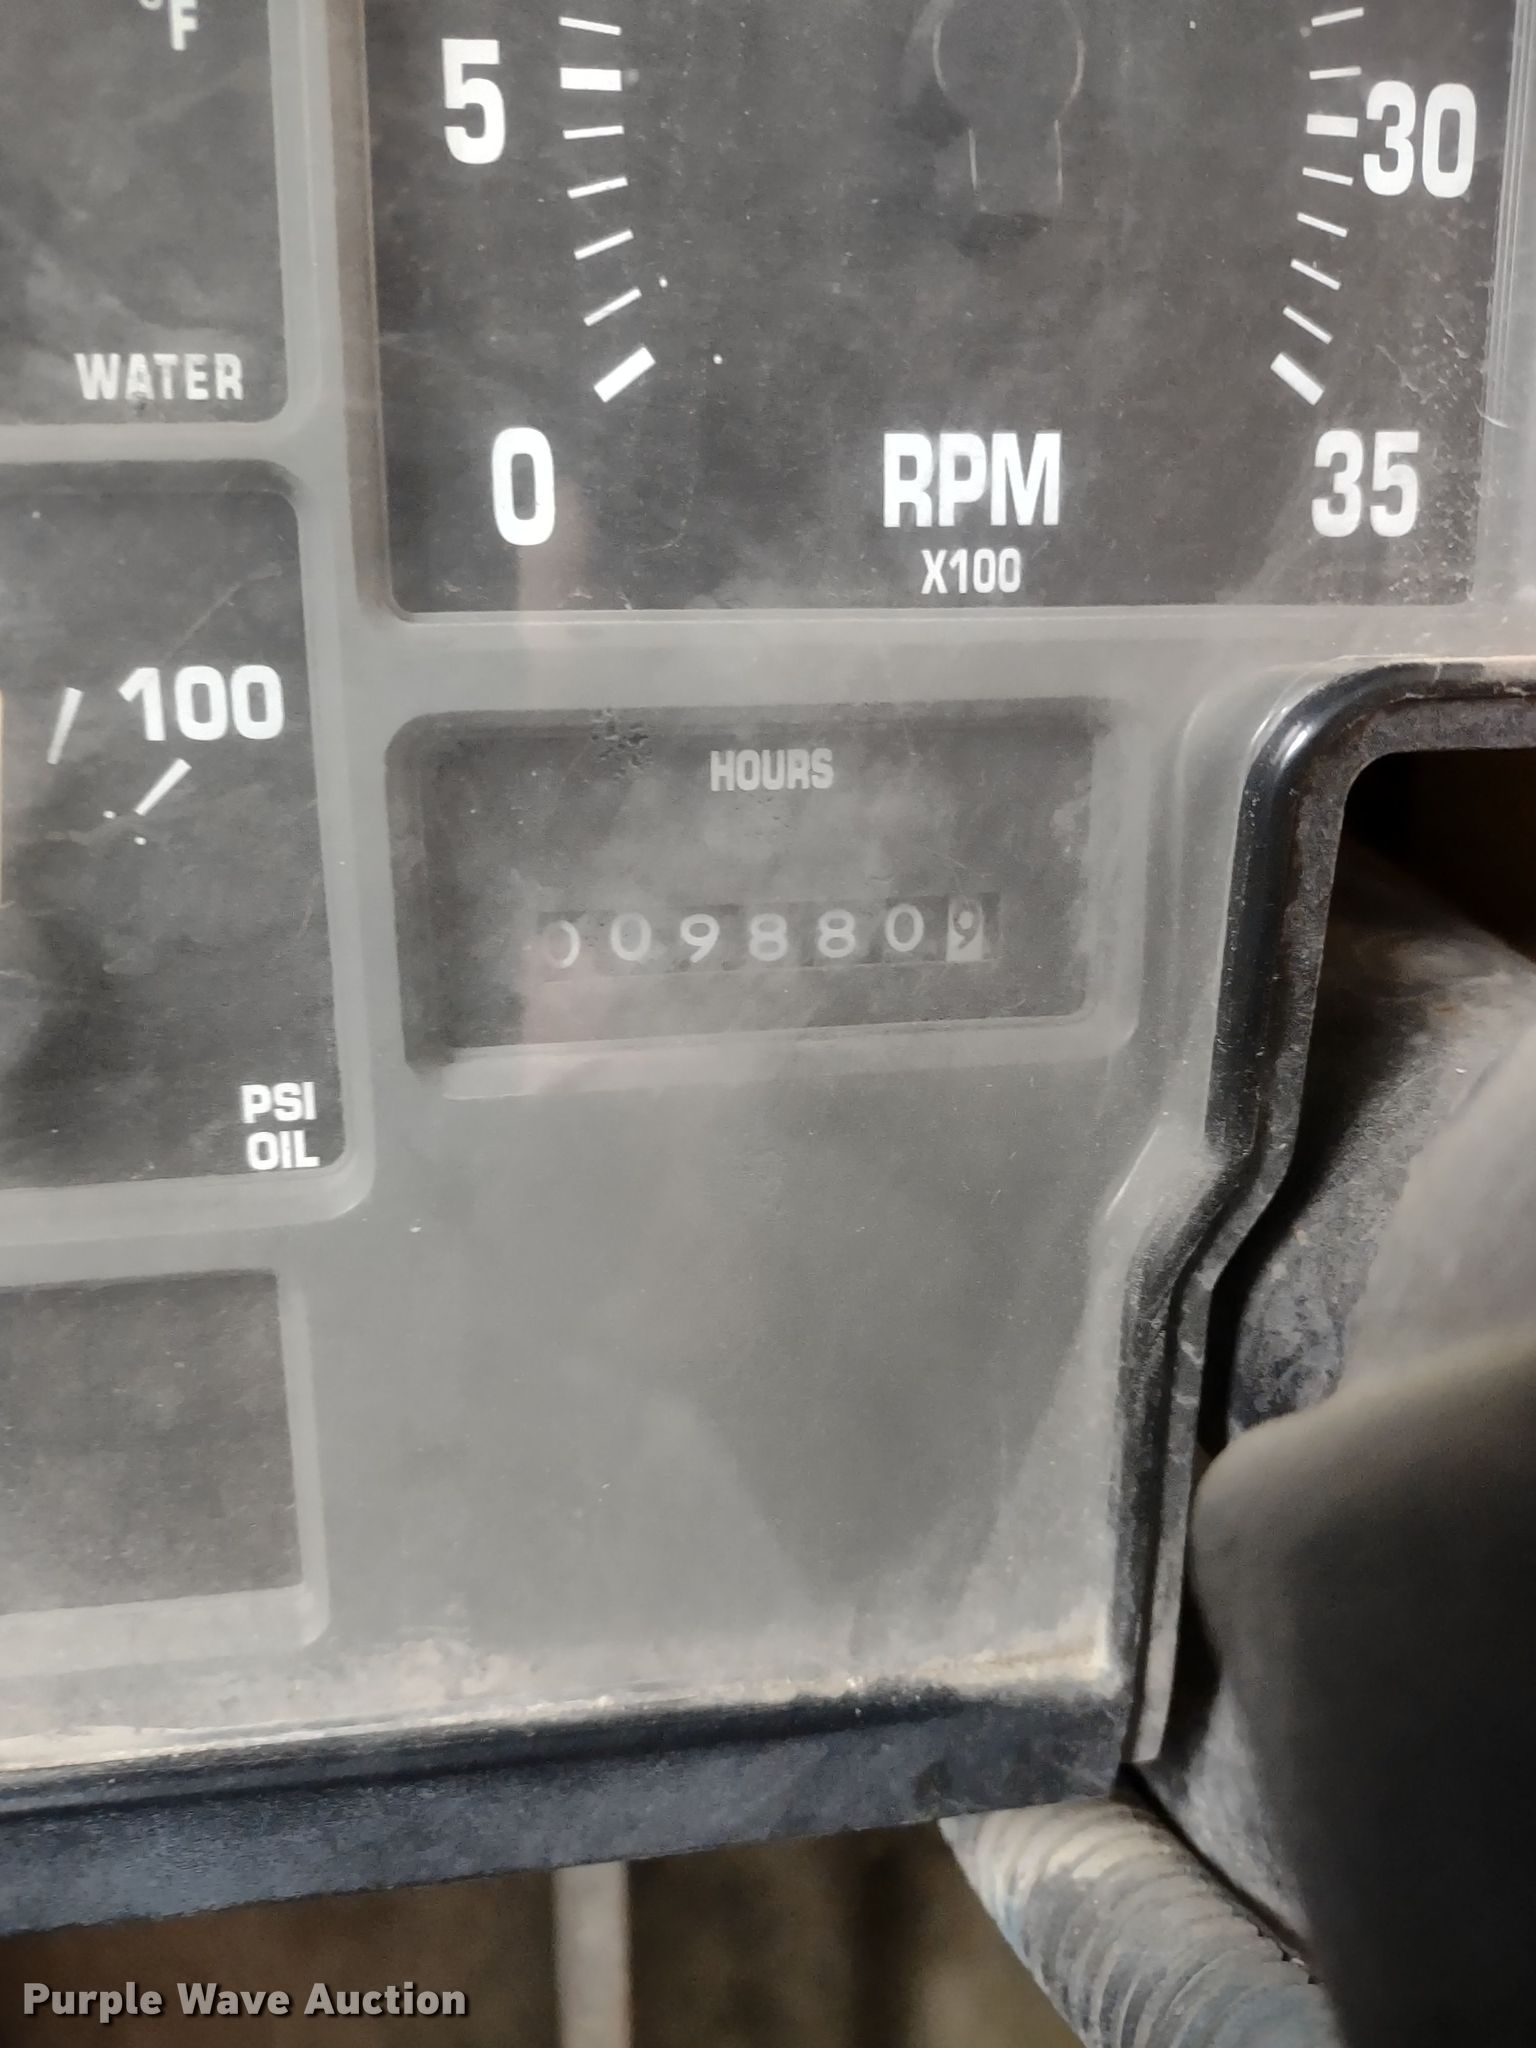 °F
5
30
WATER
0
RPM
35
X100
100
HOURS
0098809
PSI
OIL
Purple Wave Auction